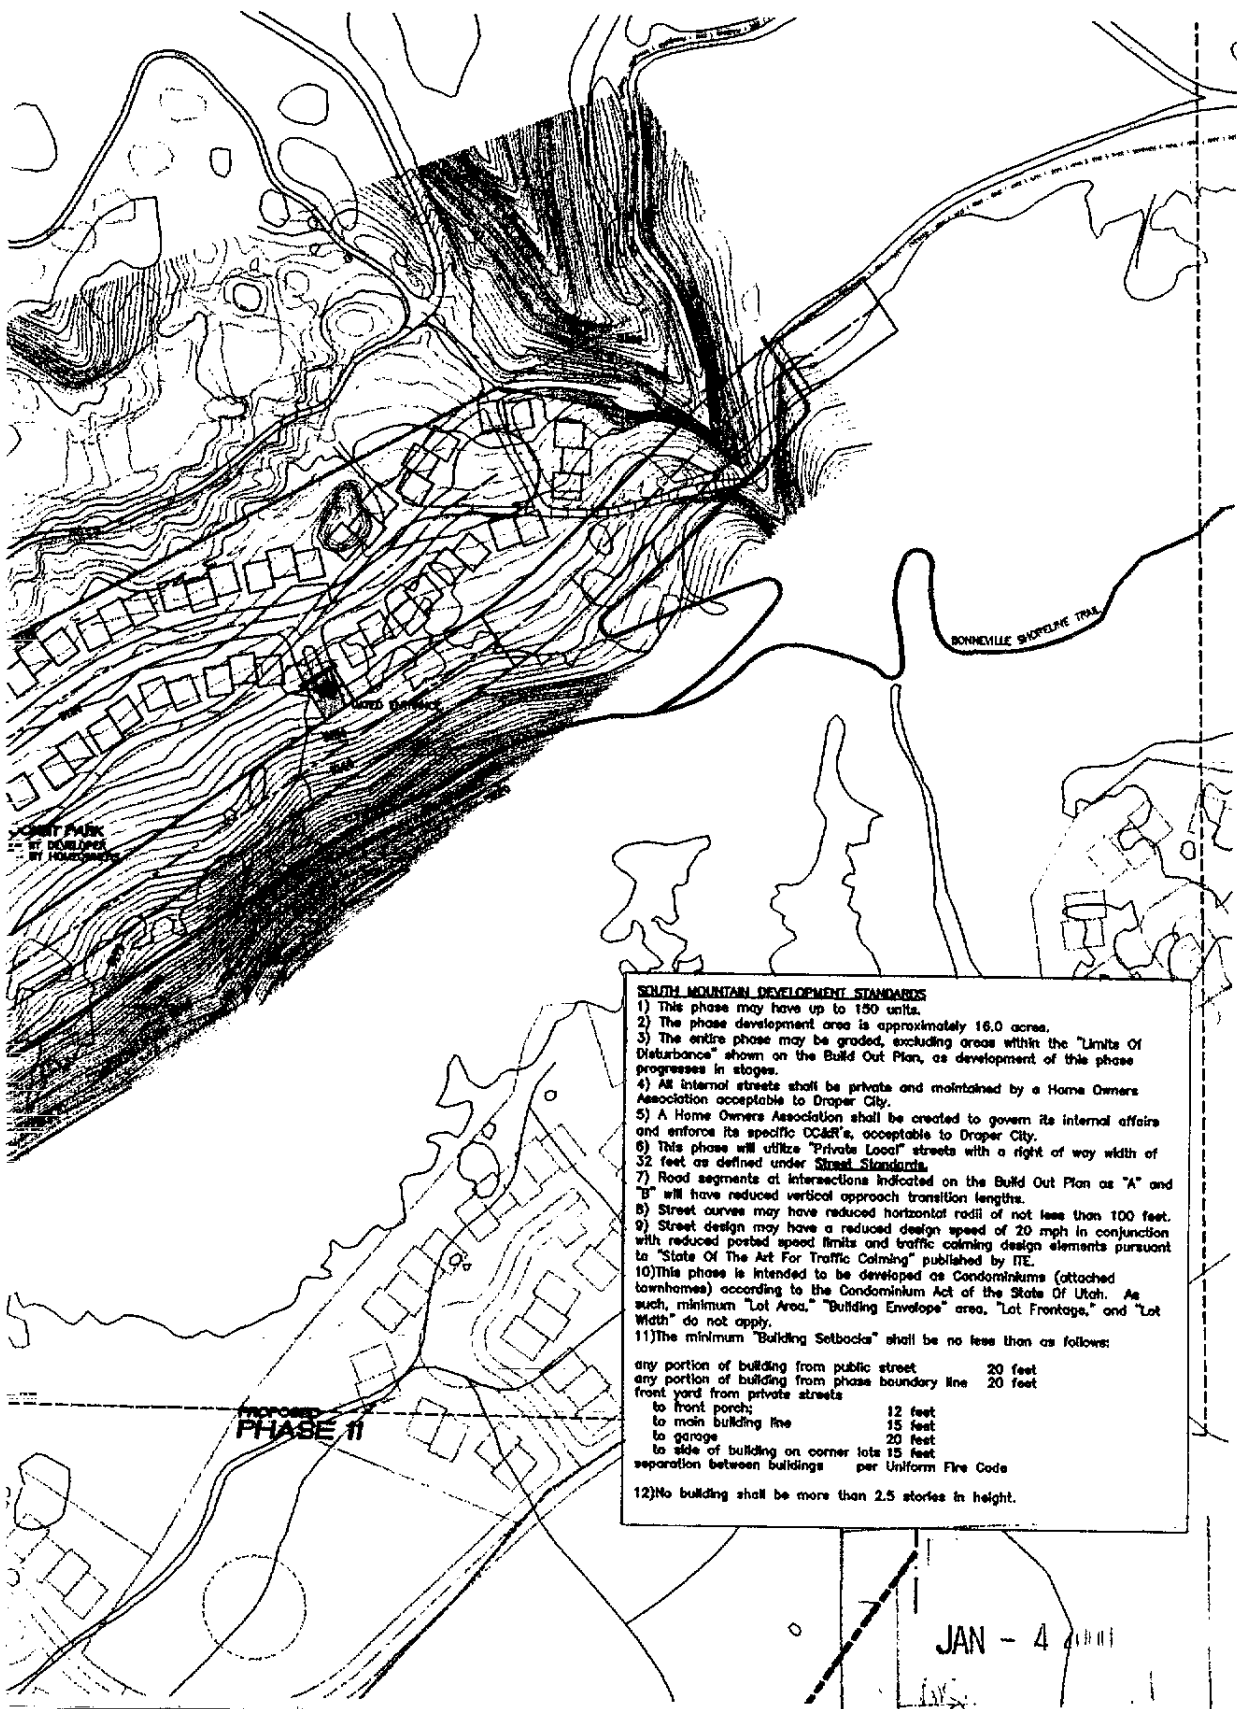 BONNEVILLE SHORELINE TRAIL
GATED ENTRANCE
PARK
BY DEVELOPER
BY HOMEOWNERS
SOUTH MOUNTAIN DEVELOPMENT STANDARDS
1) This phase may have up to 150 units.
2) The phase development area is approximately 16.0 acres.
3) The entire phase may be graded, excluding areas within the "Limits Of
Disturbance" shown on the Build Out Plan, as development of this phase
progresses in stages.
4) All internal streets shall be private and maintained by a Home Owners
Association acceptable to Draper City.
5) A Home Owners Association shall be created to govern its internal affairs
and enforce its specific CC&R's, acceptable to Draper City.
6) This phase will utilize "Private Local" streets with a right of way width of
32 feet as defined under Street Standards.
7) Road segments at intersections indicated on the Build Out Plan as "A" and
"B" will have reduced vertical approach transition lengths.
8) Street curves may have reduced horizontal radii of not less than 100 feet.
9) Street design may have a reduced design speed of 20 mph in conjunction
with reduced posted speed limits and traffic calming design elements pursuant
to "State Of The Art For Traffic Calming" published by ITE.
10)This phase is intended to be developed as Condominiums (attached
townhomes) according to the Condominium Act of the State Of Utah. As
such, minimum "Lot Area," "Building Envelope" area, "Lot Frontage," and "Lot
Width" do not apply.
11)The minimum "Building Setbacks" shall be no less than as follows:
any portion of building from public street 20 feet
any portion of building from phase boundary line 20 feet
front yard from private streets
to front porch; 12 feet
to main building line 15 feet
to garage 20 feet
to side of building on corner lots 15 feet
separation between buildings per Uniform Fire Code
12)No building shall be more than 2.5 stories in height.
PROPOSED
PHASE 11
JAN - 4